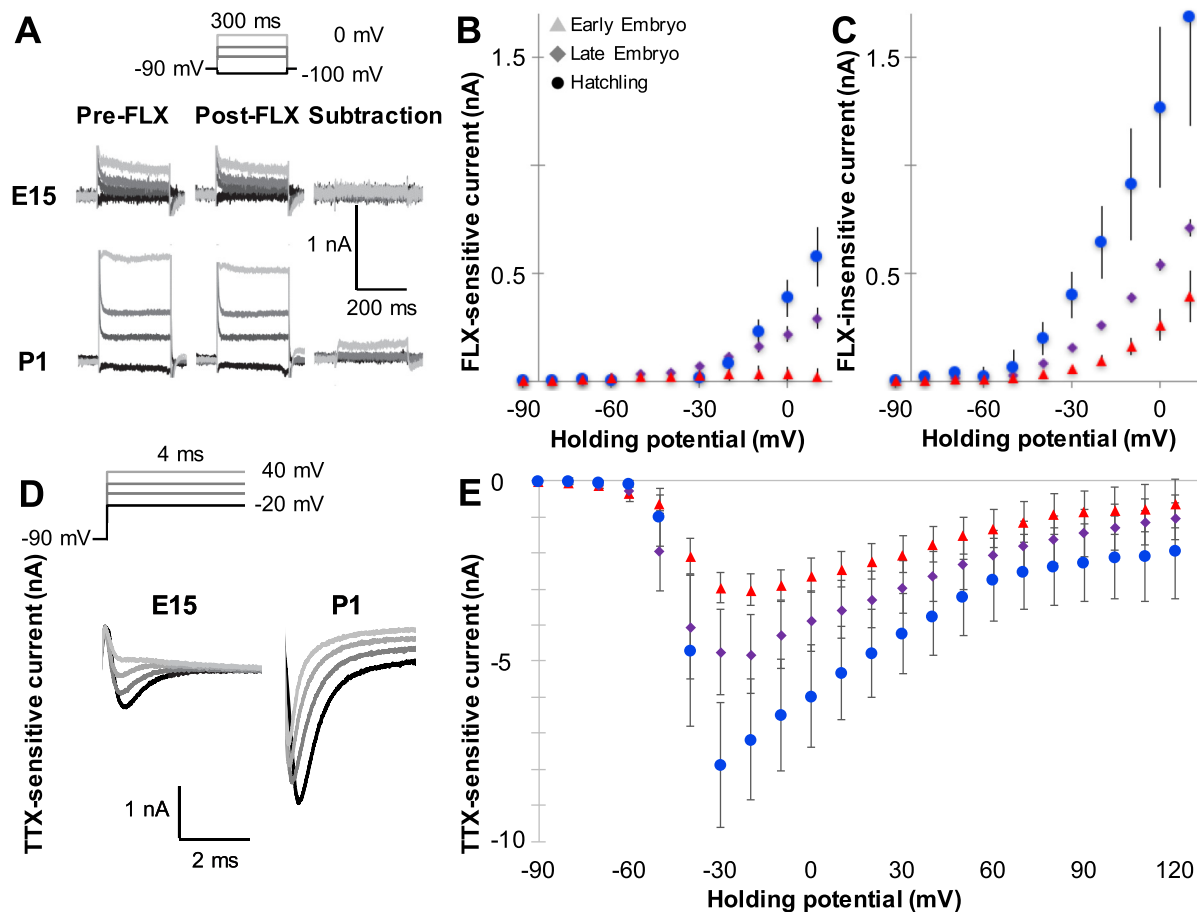 A
300 ms
0 mV
-90 mV
-100 mV
Pre-FLX Post-FLX Subtraction
E15
1 nA
200 ms
P1
B
FLX-sensitive current (nA)
1.5
0.5
Early Embryo
Late Embryo
Hatchling
-90 -60 -30 0
Holding potential (mV)
C
FLX-insensitive current (nA)
1.5
0.5
-90 -60 -30 0
Holding potential (mV)
D
4 ms
40 mV
-20 mV
-90 mV
TTX-sensitive current (nA)
E15 P1
1 nA
2 ms
E
TTX-sensitive current (nA)
0
-5
-10
-90 -60 -30 0 30 60 90 120
Holding potential (mV)